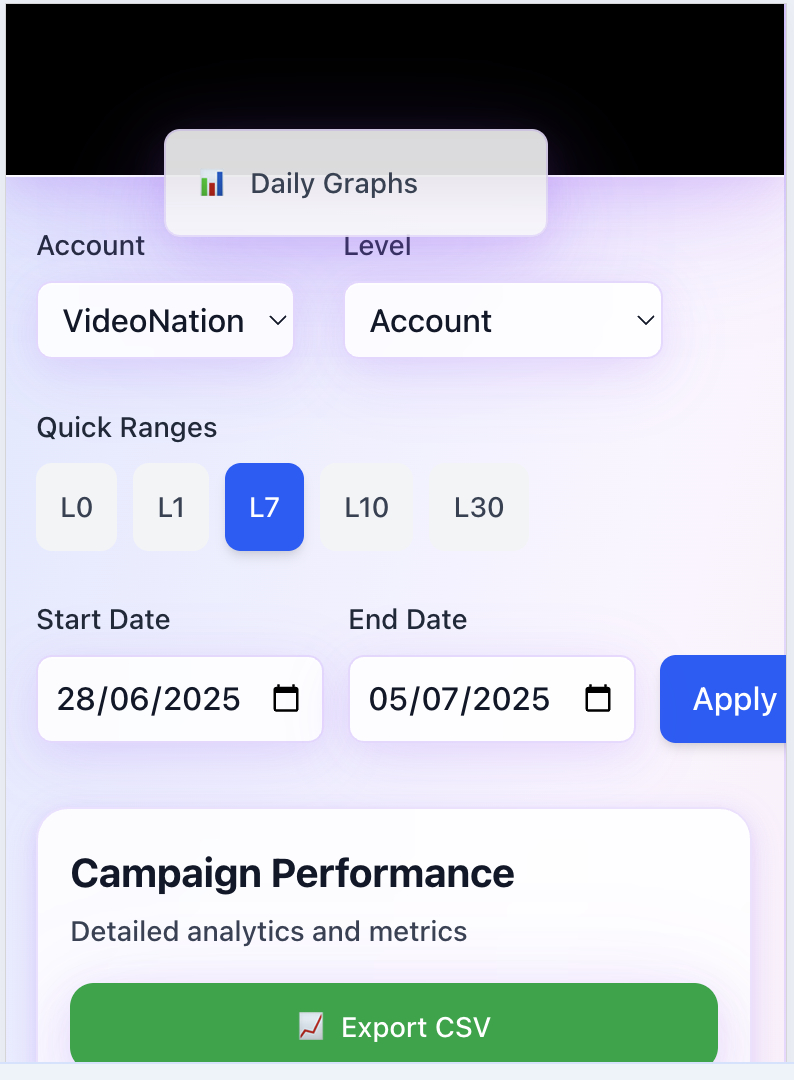 Daily Graphs
Account Level
VideoNation Account
Quick Ranges
L0 L1 L7 L10 L30
Start Date End Date
28/06/2025 05/07/2025 Apply
Campaign Performance
Detailed analytics and metrics
Export CSV